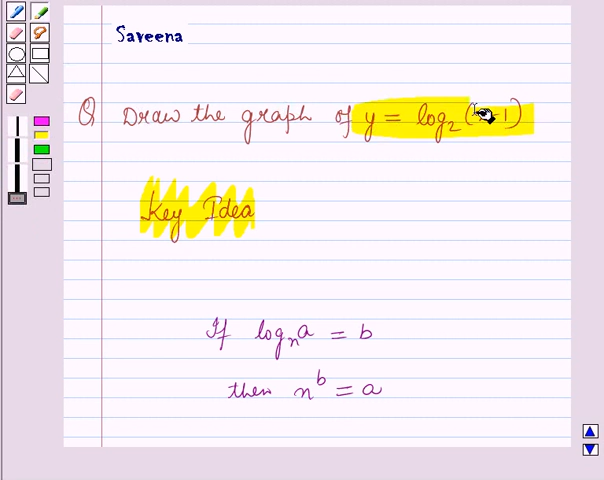 Saveena
Q Draw the graph of y = log₂(x-1)
Key Idea
If logₙa = b
then nᵇ = a